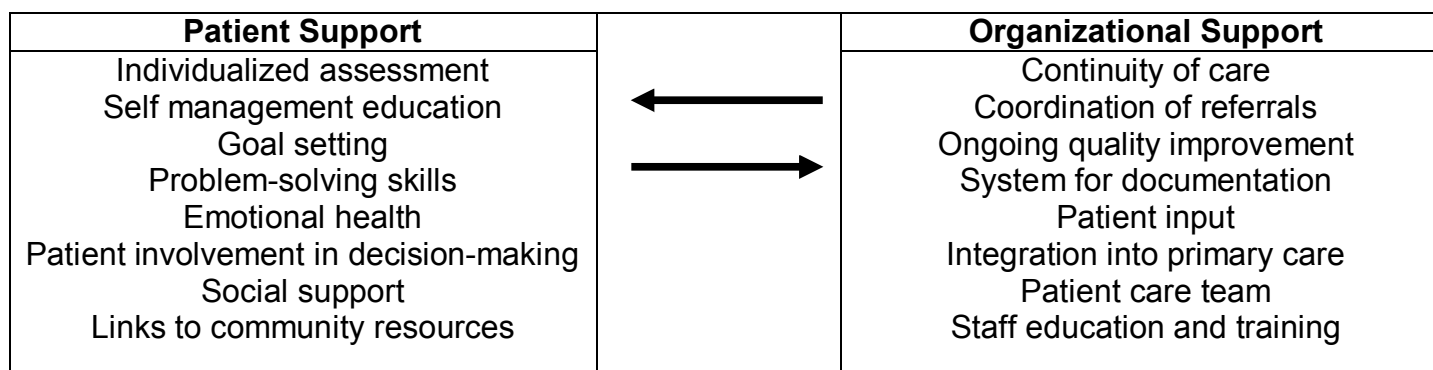 Patient Support
Individualized assessment
Self management education
Goal setting
Problem-solving skills
Emotional health
Patient involvement in decision-making
Social support
Links to community resources
Organizational Support
Continuity of care
Coordination of referrals
Ongoing quality improvement
System for documentation
Patient input
Integration into primary care
Patient care team
Staff education and training